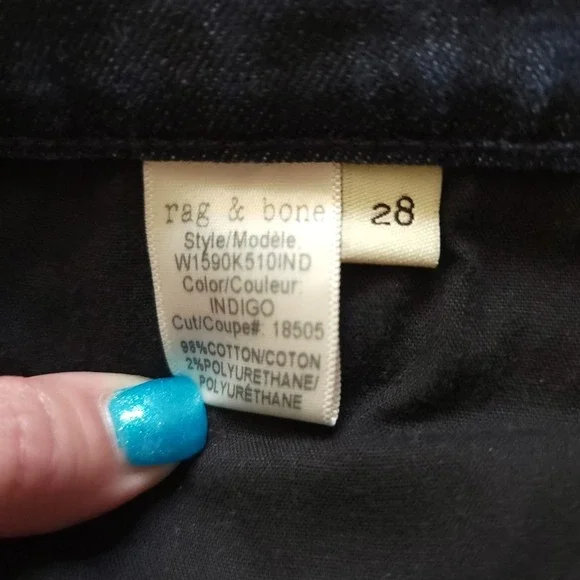 rag & bone
Style/Modèle:
W1590K510IND
Color/Couleur:
INDIGO
Cut/Coupe#: 18505
98%COTTON/COTON
2%POLYURETHANE/
POLYURÉTHANE
28